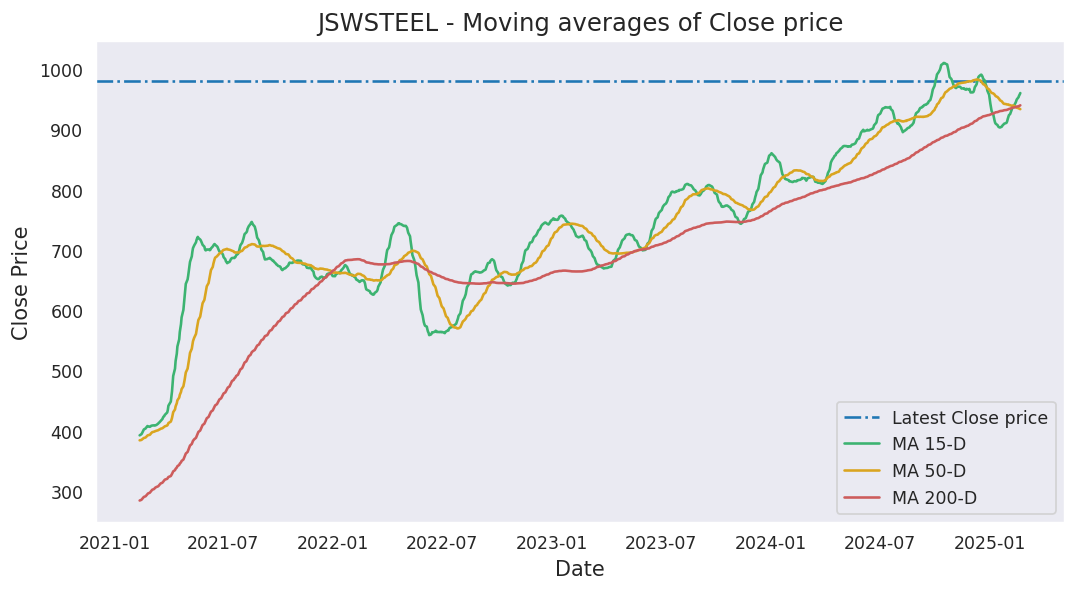 JSWSTEEL - Moving averages of Close price
Close Price
1000
900
800
700
600
500
400
300
Latest Close price
MA 15-D
MA 50-D
MA 200-D
2021-01 2021-07 2022-01 2022-07 2023-01 2023-07 2024-01 2024-07 2025-01
Date